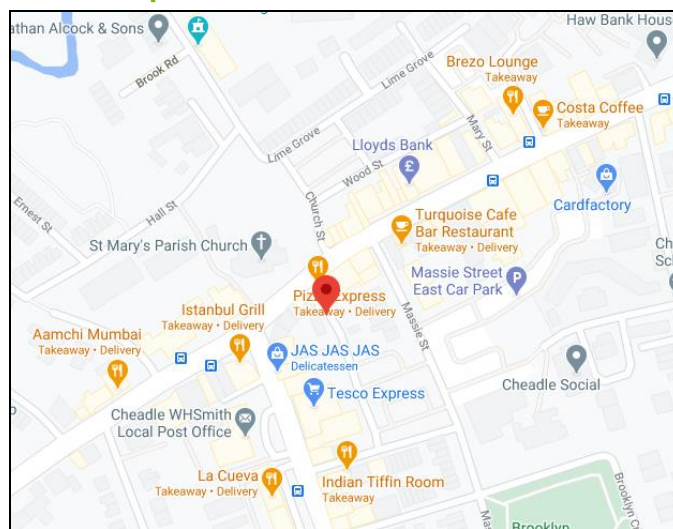 athan Alcock & Sons
Brook Rd
Haw Bank House
Brezo Lounge
Takeaway
Lime Grove
Costa Coffee
Takeaway
Mary St
Lime Grove
Lloyds Bank
£
Wood St
Cardfactory
Ernest St
Hall St
Church St
Turquoise Cafe
Bar Restaurant
Takeaway • Delivery
St Mary's Parish Church
Massie Street
East Car Park
P
Istanbul Grill
Takeaway • Delivery
Takeaway • Delivery
Massie St
Aamchi Mumbai
Takeaway • Delivery
JAS JAS JAS
Delicatessen
Tesco Express
Cheadle Social
Cheadle WHSmith
Local Post Office
La Cueva
Takeaway • Delivery
Indian Tiffin Room
Takeaway
Brooklyn